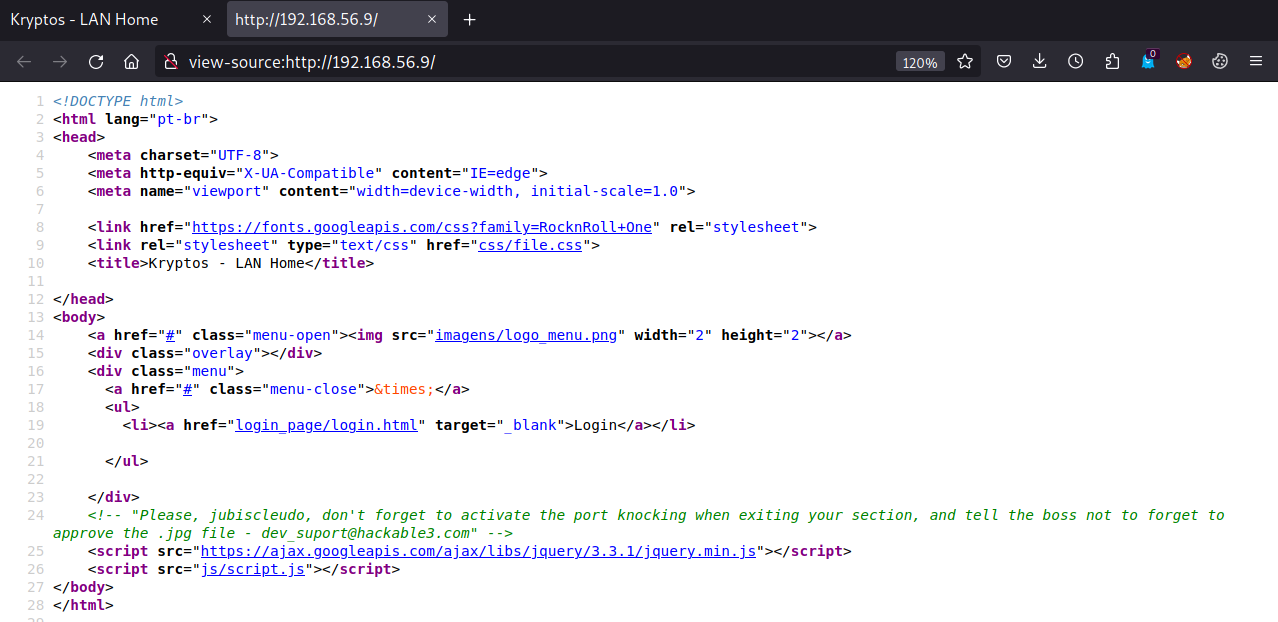 Kryptos - LAN Home × http://192.168.56.9/ × +
view-source:http://192.168.56.9/ 120% 0
1 <!DOCTYPE html>
2 <html lang="pt-br">
3 <head>
4 <meta charset="UTF-8">
5 <meta http-equiv="X-UA-Compatible" content="IE=edge">
6 <meta name="viewport" content="width=device-width, initial-scale=1.0">
7
8 <link href="https://fonts.googleapis.com/css?family=RocknRoll+One" rel="stylesheet">
9 <link rel="stylesheet" type="text/css" href="css/file.css">
10 <title>Kryptos - LAN Home</title>
11
12 </head>
13 <body>
14 <a href="#" class="menu-open"><img src="imagens/logo_menu.png" width="2" height="2"></a>
15 <div class="overlay"></div>
16 <div class="menu">
17 <a href="#" class="menu-close">&times;</a>
18 <ul>
19 <li><a href="login_page/login.html" target="_blank">Login</a></li>
20
21 </ul>
22
23 </div>
24 <!-- "Please, jubiscleudo, don't forget to activate the port knocking when exiting your section, and tell the boss not to forget to
approve the .jpg file - dev_suport@hackable3.com" -->
25 <script src="https://ajax.googleapis.com/ajax/libs/jquery/3.3.1/jquery.min.js"></script>
26 <script src="js/script.js"></script>
27 </body>
28 </html>
29